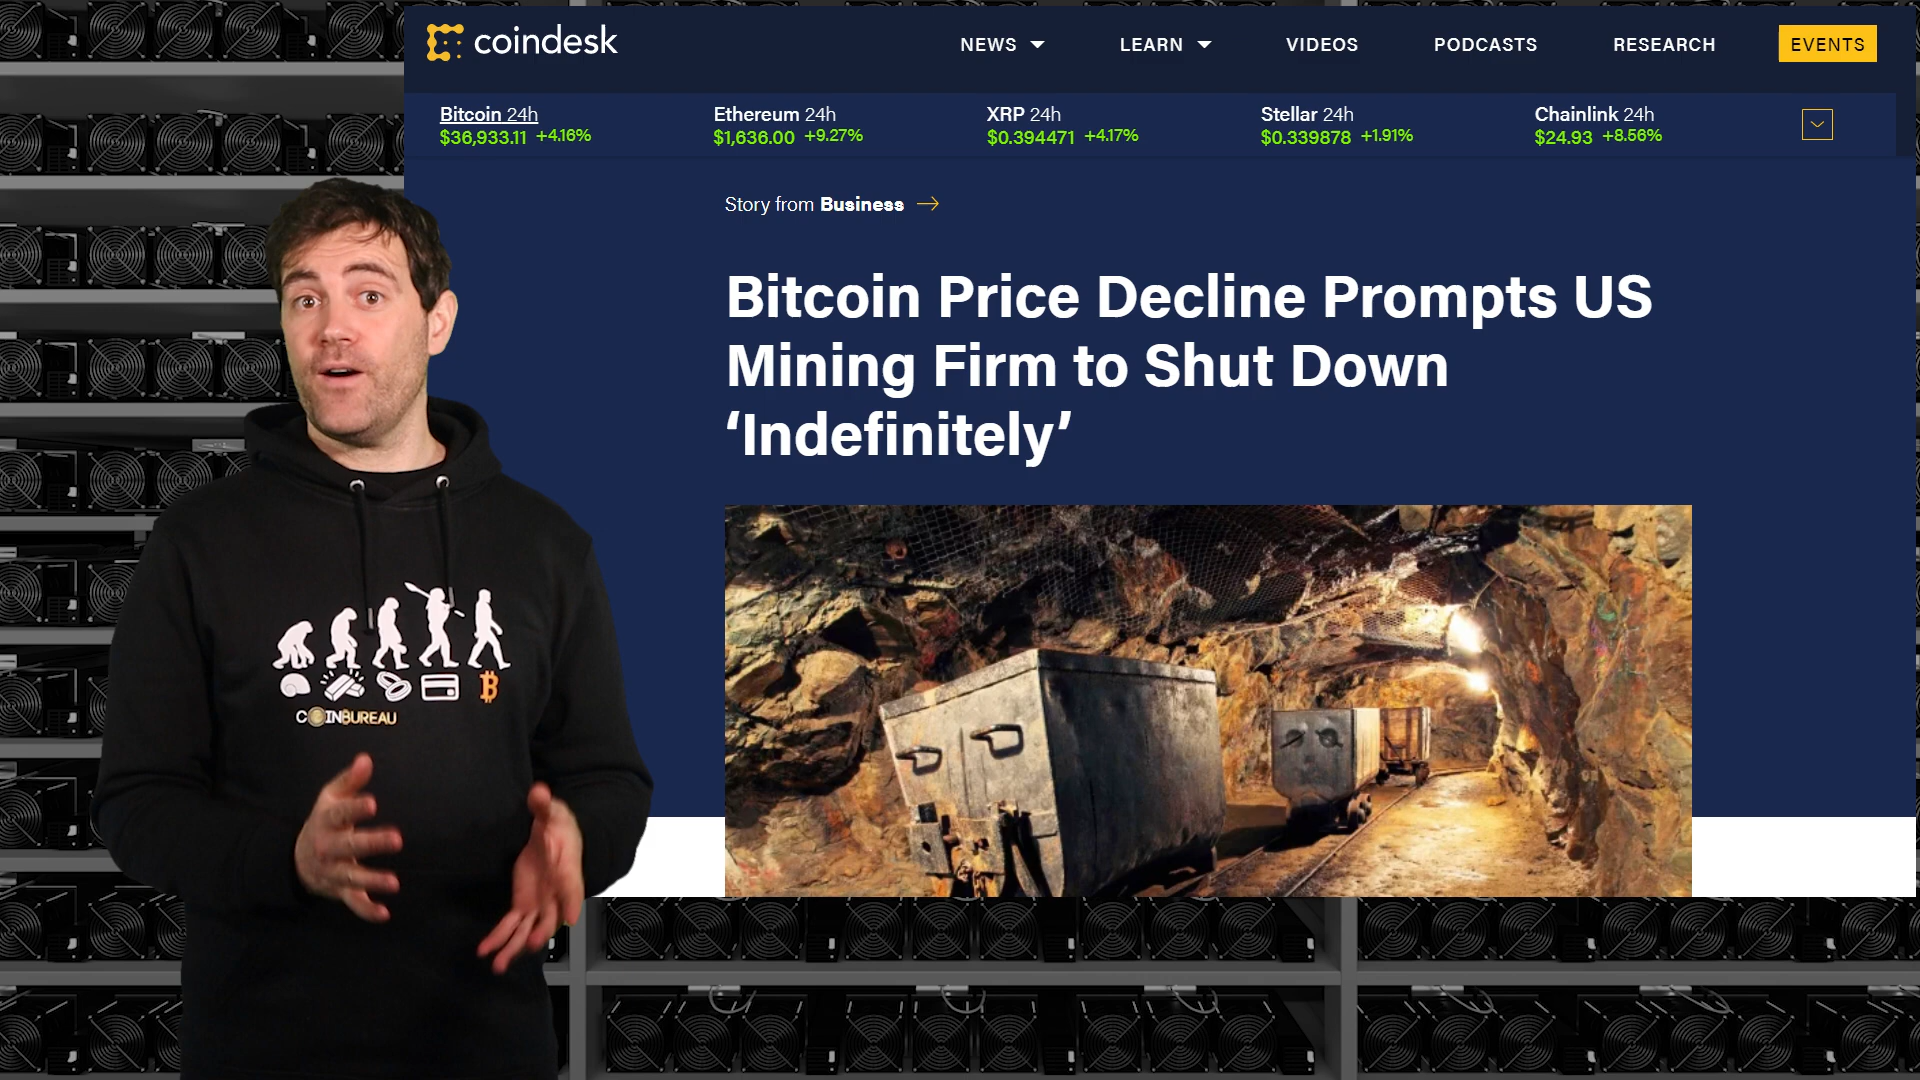 coindesk
NEWS
LEARN
VIDEOS
PODCASTS
RESEARCH
EVENTS
Bitcoin 24h
$36,933.11 +4.16%
Ethereum 24h
$1,636.00 +9.27%
XRP 24h
$0.394471 +4.17%
Stellar 24h
$0.339878 +1.91%
Chainlink 24h
$24.93 +8.56%
Story from Business →
Bitcoin Price Decline Prompts US
Mining Firm to Shut Down
‘Indefinitely’
COINBUREAU